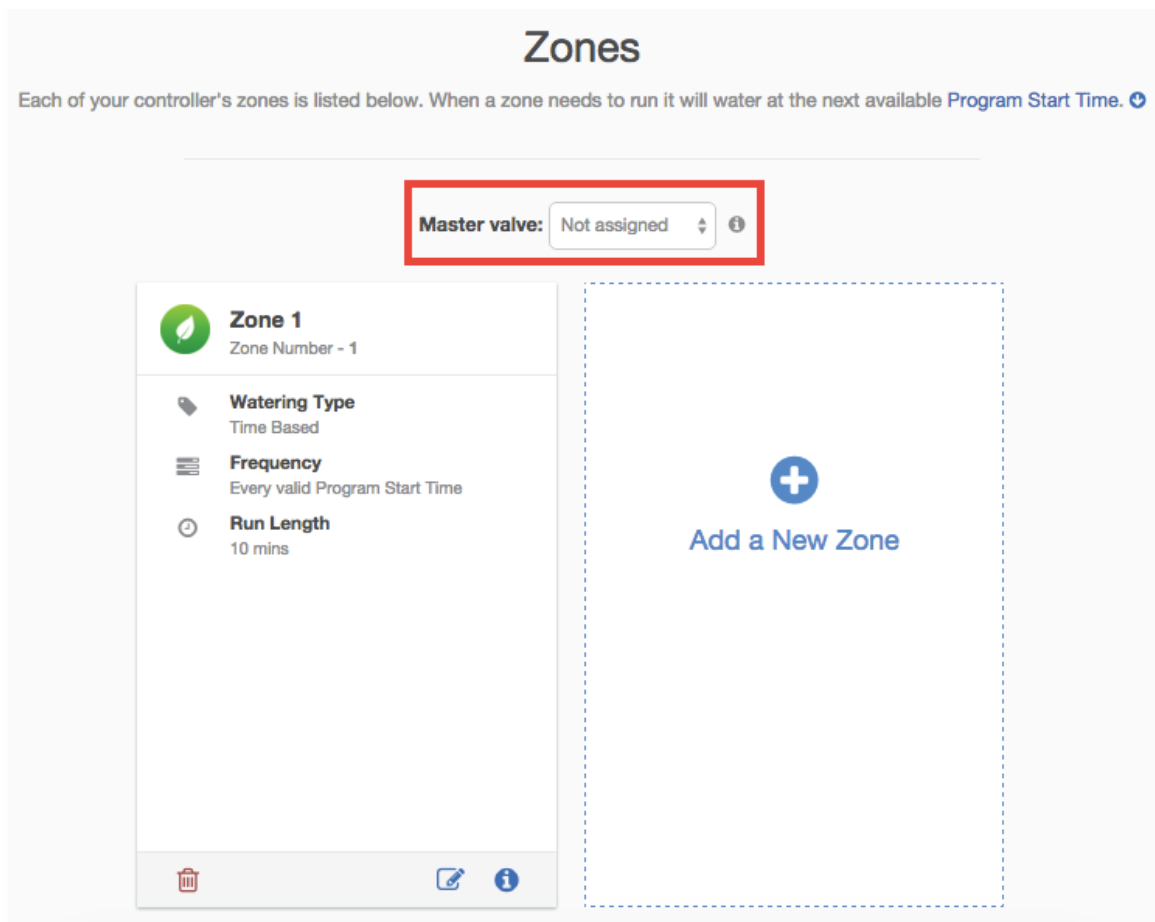 Zones
Each of your controller's zones is listed below. When a zone needs to run it will water at the next available Program Start Time.
Master valve: Not assigned
Zone 1
Zone Number - 1
Watering Type
Time Based
Frequency
Every valid Program Start Time
Run Length
10 mins
Add a New Zone